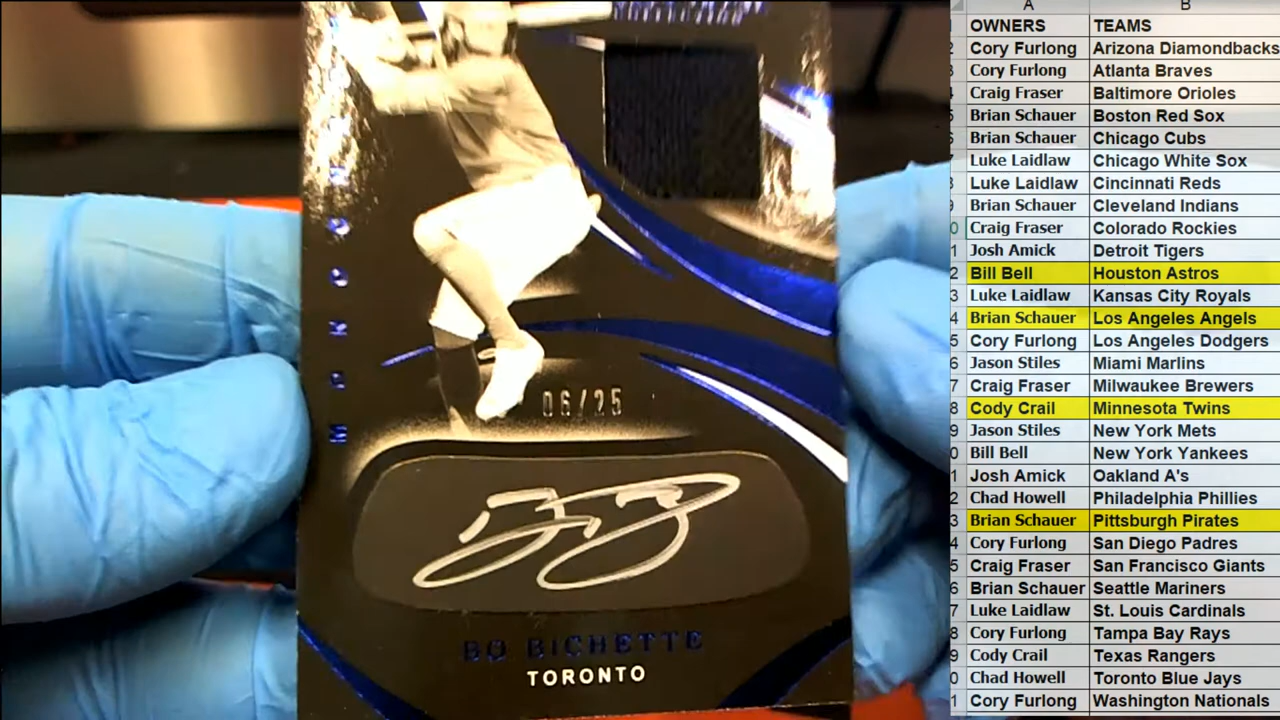 06/25
BO BICHETTE
TORONTO
A B
OWNERS TEAMS
Cory Furlong Arizona Diamondbacks
Cory Furlong Atlanta Braves
Craig Fraser Baltimore Orioles
Brian Schauer Boston Red Sox
Brian Schauer Chicago Cubs
Luke Laidlaw Chicago White Sox
Luke Laidlaw Cincinnati Reds
Brian Schauer Cleveland Indians
Craig Fraser Colorado Rockies
Josh Amick Detroit Tigers
Bill Bell Houston Astros
Luke Laidlaw Kansas City Royals
Brian Schauer Los Angeles Angels
Cory Furlong Los Angeles Dodgers
Jason Stiles Miami Marlins
Craig Fraser Milwaukee Brewers
Cody Crail Minnesota Twins
Jason Stiles New York Mets
Bill Bell New York Yankees
Josh Amick Oakland A's
Chad Howell Philadelphia Phillies
Brian Schauer Pittsburgh Pirates
Cory Furlong San Diego Padres
Craig Fraser San Francisco Giants
Brian Schauer Seattle Mariners
Luke Laidlaw St. Louis Cardinals
Cory Furlong Tampa Bay Rays
Cody Crail Texas Rangers
Chad Howell Toronto Blue Jays
Cory Furlong Washington Nationals